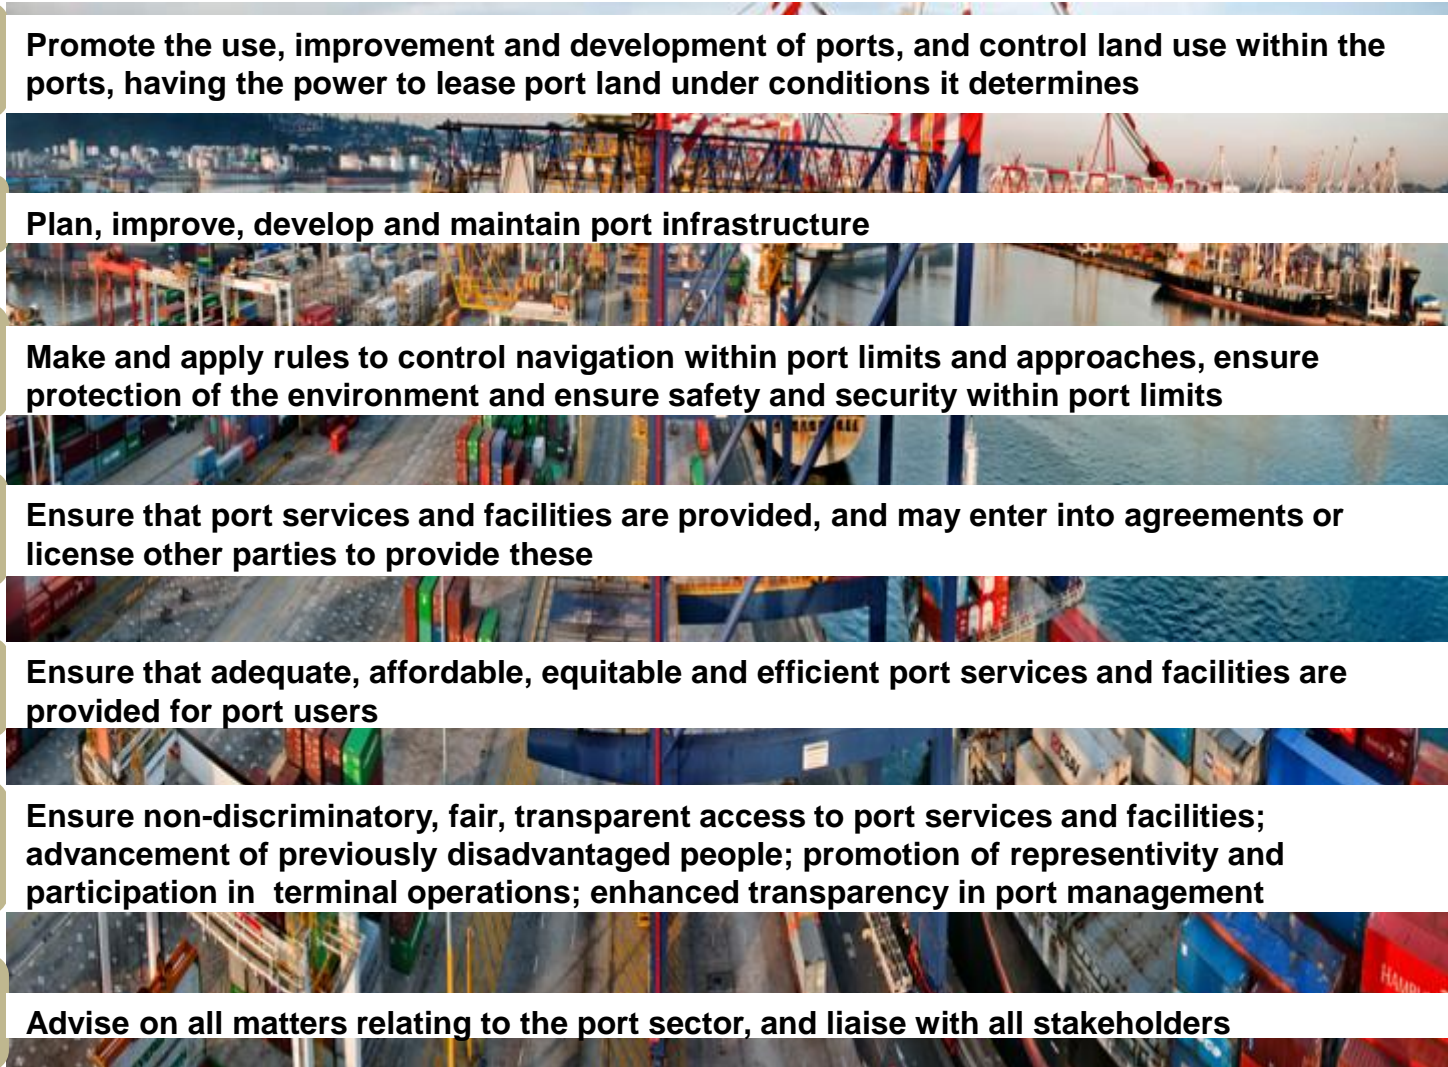 Promote the use, improvement and development of ports, and control land use within the
ports, having the power to lease port land under conditions it determines
Plan, improve, develop and maintain port infrastructure
Make and apply rules to control navigation within port limits and approaches, ensure
protection of the environment and ensure safety and security within port limits
Ensure that port services and facilities are provided, and may enter into agreements or
license other parties to provide these
Ensure that adequate, affordable, equitable and efficient port services and facilities are
provided for port users
Ensure non-discriminatory, fair, transparent access to port services and facilities;
advancement of previously disadvantaged people; promotion of representivity and
participation in  terminal operations; enhanced transparency in port management
Advise on all matters relating to the port sector, and liaise with all stakeholders